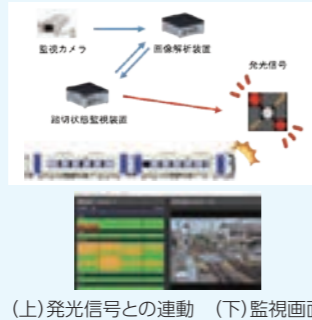 監視カメラ
画像解析装置
発光信号
踏切状態監視装置
(上)発光信号との連動 (下)監視画面